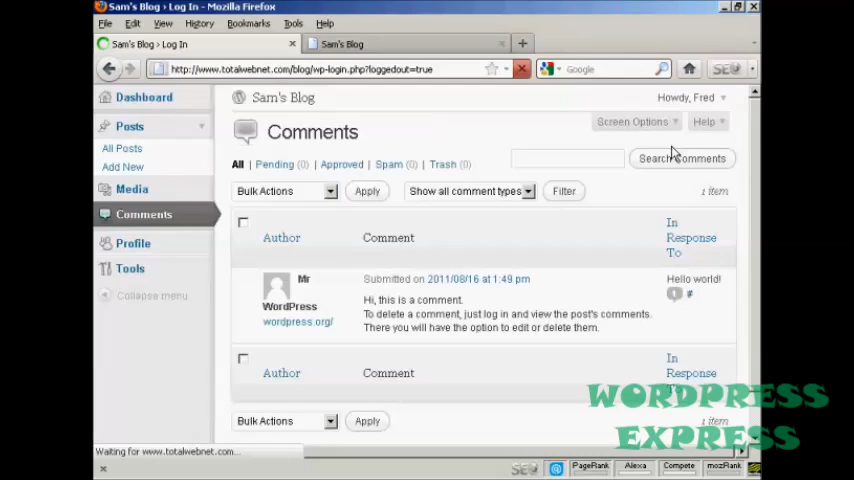 Sam's Blog › Log In - Mozilla Firefox
File Edit View History Bookmarks Tools Help
Sam's Blog › Log In × Sam's Blog
http://www.totalwebnet.com/blog/wp-login.php?loggedout=true Google SEO
Dashboard
Sam's Blog Howdy, Fred
Posts
Comments Screen Options Help
All Posts
All | Pending (0) | Approved | Spam (0) | Trash (0) Search Comments
Add New
Media
Bulk Actions Apply Show all comment types Filter 1 item
Comments
Author Comment In Response To
Profile
Tools
Collapse menu
Mr WordPress
wordpress.org/
Submitted on 2011/08/16 at 1:49 pm
Hi, this is a comment.
To delete a comment, just log in and view the post's comments.
There you will have the option to edit or delete them.
Hello world!
1 #
Author Comment In Response To
Bulk Actions Apply 1 item
WORDPRESS
EXPRESS
Waiting for www.totalwebnet.com...
× SEO @ PageRank Alexa Compete mozRank